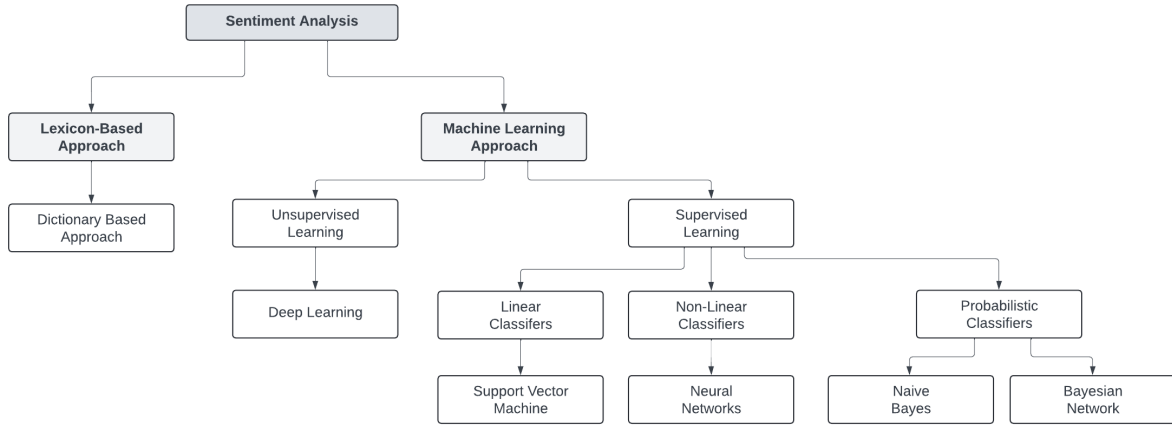 Sentiment Analysis
Lexicon-Based
Approach
Machine Learning
Approach
Dictionary Based
Approach
Unsupervised
Learning
Supervised
Learning
Deep Learning
Linear
Classifers
Non-Linear
Classifiers
Probabilistic
Classifiers
Support Vector
Machine
Neural
Networks
Naive
Bayes
Bayesian
Network